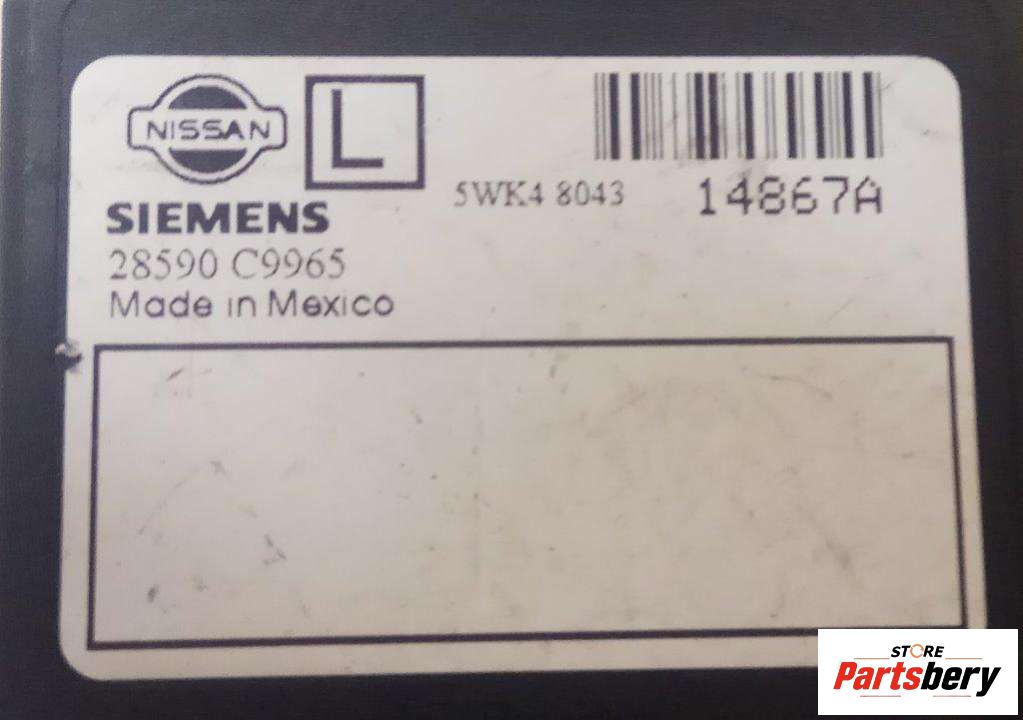 NISSAN
L
SIEMENS
5WK4 8043
14867A
28590 C9965
Made in Mexico
STORE
Partsbery